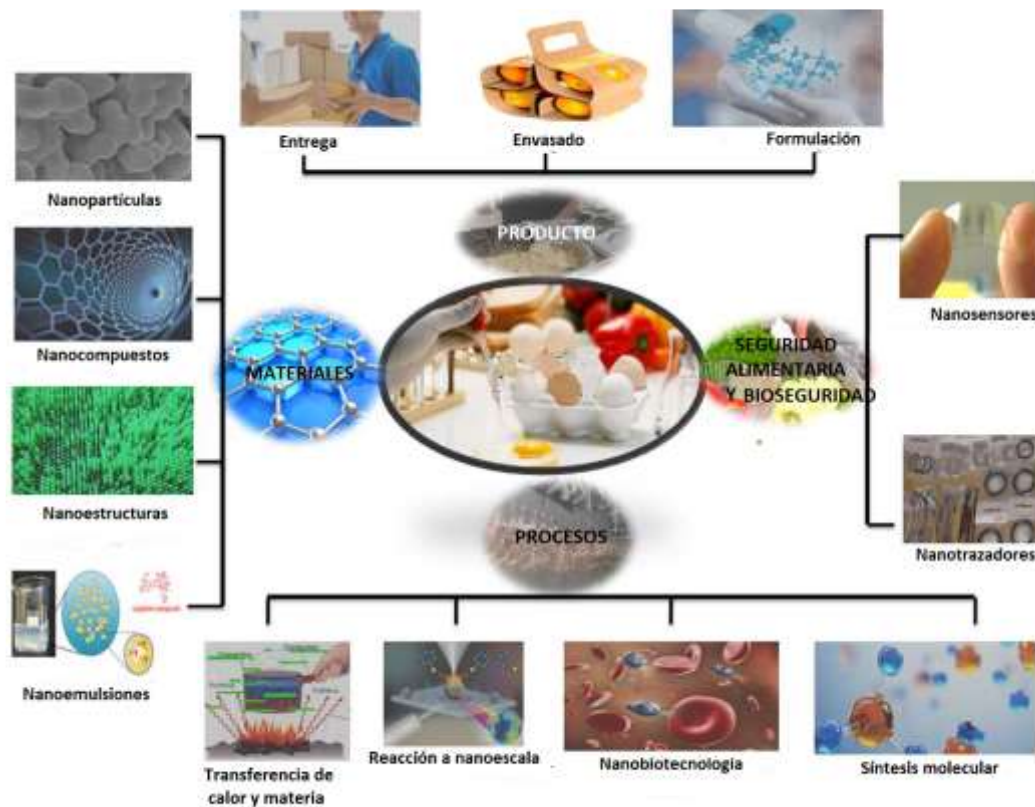 Entrega
Envasado
Formulación
Nanopartículas
PRODUCTO
Nanosensores
Nanocompuestos
MATERIALES
SEGURIDAD
ALIMENTARIA
Y BIOSEGURIDAD
Nanoestructuras
PROCESOS
Nanotrazadores
Nanoemulsiones
Transferencia de
calor y materia
Reacción a nanoescala
Nanobiotecnología
Síntesis molecular